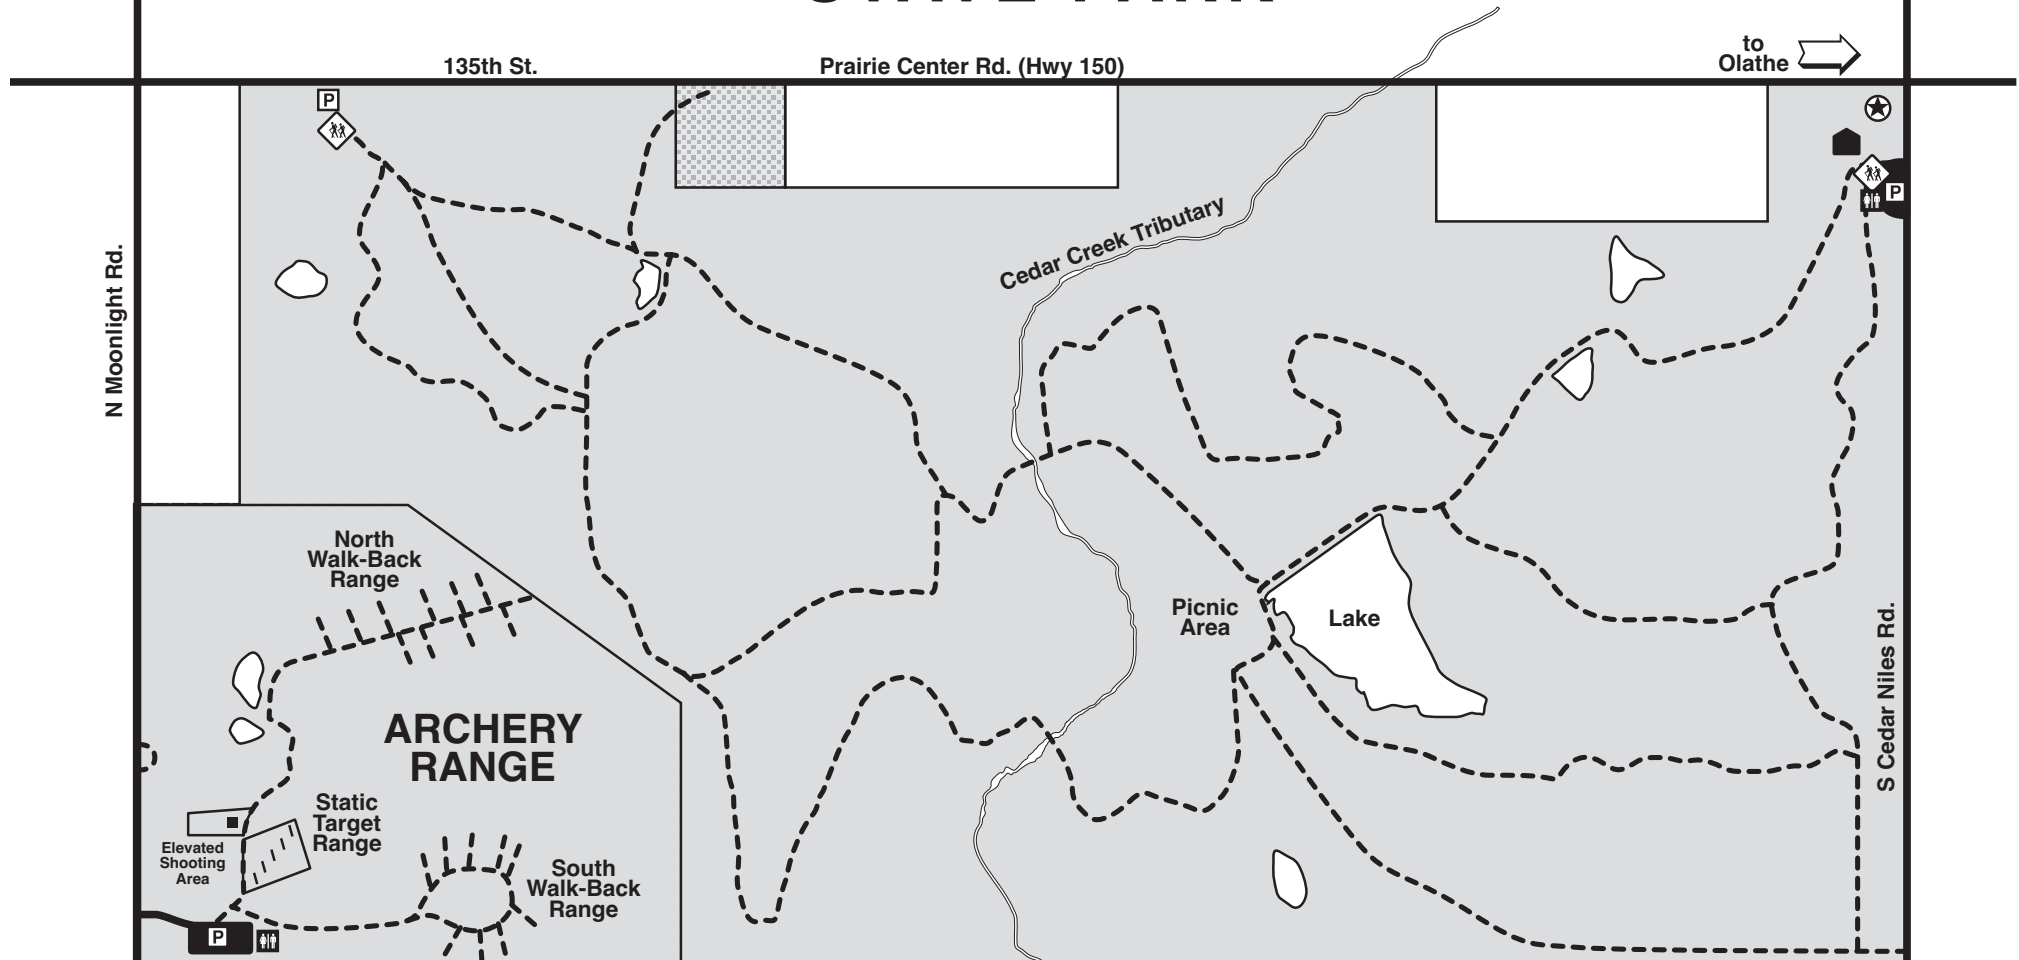 to
Olathe
135th St.
Prairie Center Rd. (Hwy 150)
P
P
Cedar Creek Tributary
N Moonlight Rd.
North
Walk-Back
Range
Picnic
Area
Lake
S Cedar Niles Rd.
ARCHERY
RANGE
Static
Target
Range
Elevated
Shooting
Area
South
Walk-Back
Range
P